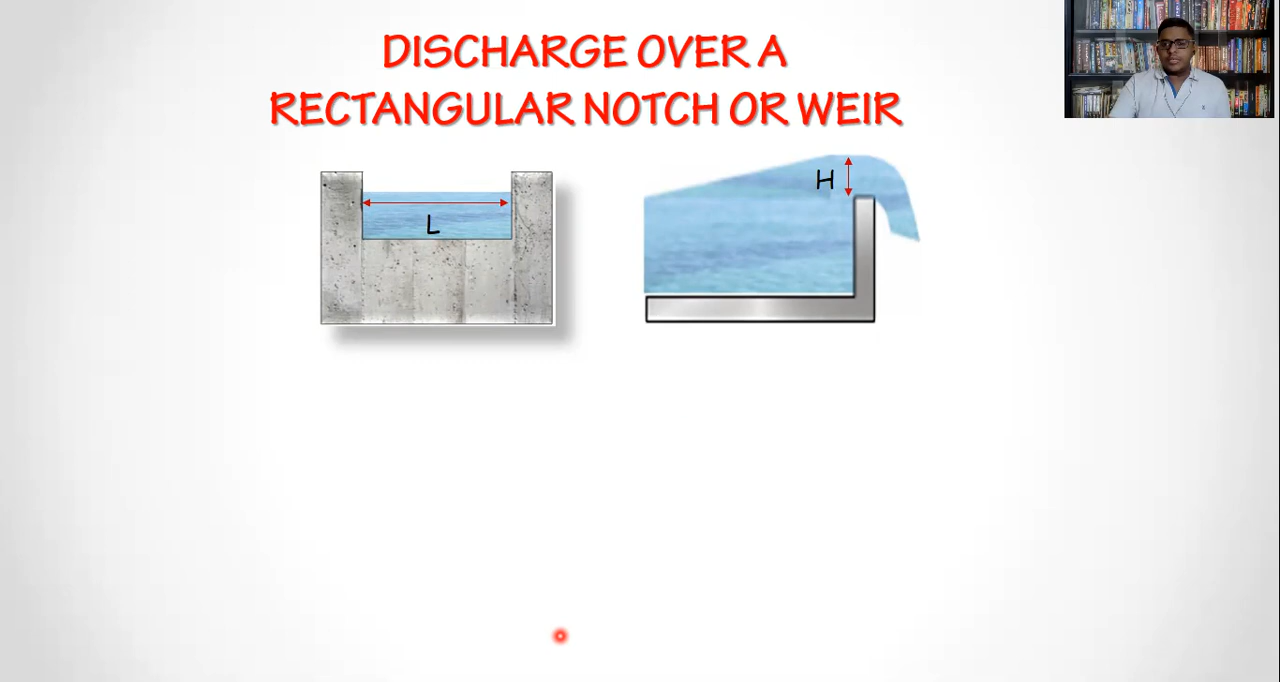 DISCHARGE OVER A
RECTANGULAR NOTCH OR WEIR
L
H